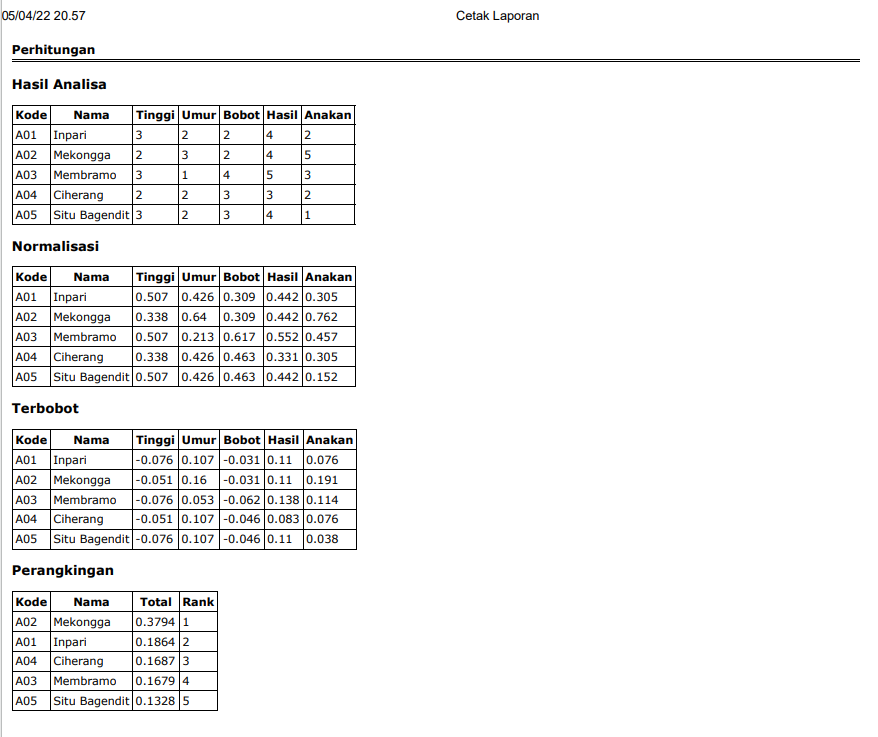 05/04/22 20.57 Cetak Laporan
Perhitungan
Hasil Analisa
Kode Nama Tinggi Umur Bobot Hasil Anakan
A01 Inpari 3 2 2 4 2
A02 Mekongga 2 3 2 4 5
A03 Membramo 3 1 4 5 3
A04 Ciherang 2 2 3 3 2
A05 Situ Bagendit 3 2 3 4 1
Normalisasi
Kode Nama Tinggi Umur Bobot Hasil Anakan
A01 Inpari 0.507 0.426 0.309 0.442 0.305
A02 Mekongga 0.338 0.64 0.309 0.442 0.762
A03 Membramo 0.507 0.213 0.617 0.552 0.457
A04 Ciherang 0.338 0.426 0.463 0.331 0.305
A05 Situ Bagendit 0.507 0.426 0.463 0.442 0.152
Terbobot
Kode Nama Tinggi Umur Bobot Hasil Anakan
A01 Inpari -0.076 0.107 -0.031 0.11 0.076
A02 Mekongga -0.051 0.16 -0.031 0.11 0.191
A03 Membramo -0.076 0.053 -0.062 0.138 0.114
A04 Ciherang -0.051 0.107 -0.046 0.083 0.076
A05 Situ Bagendit -0.076 0.107 -0.046 0.11 0.038
Perangkingan
Kode Nama Total Rank
A02 Mekongga 0.3794 1
A01 Inpari 0.1864 2
A04 Ciherang 0.1687 3
A03 Membramo 0.1679 4
A05 Situ Bagendit 0.1328 5